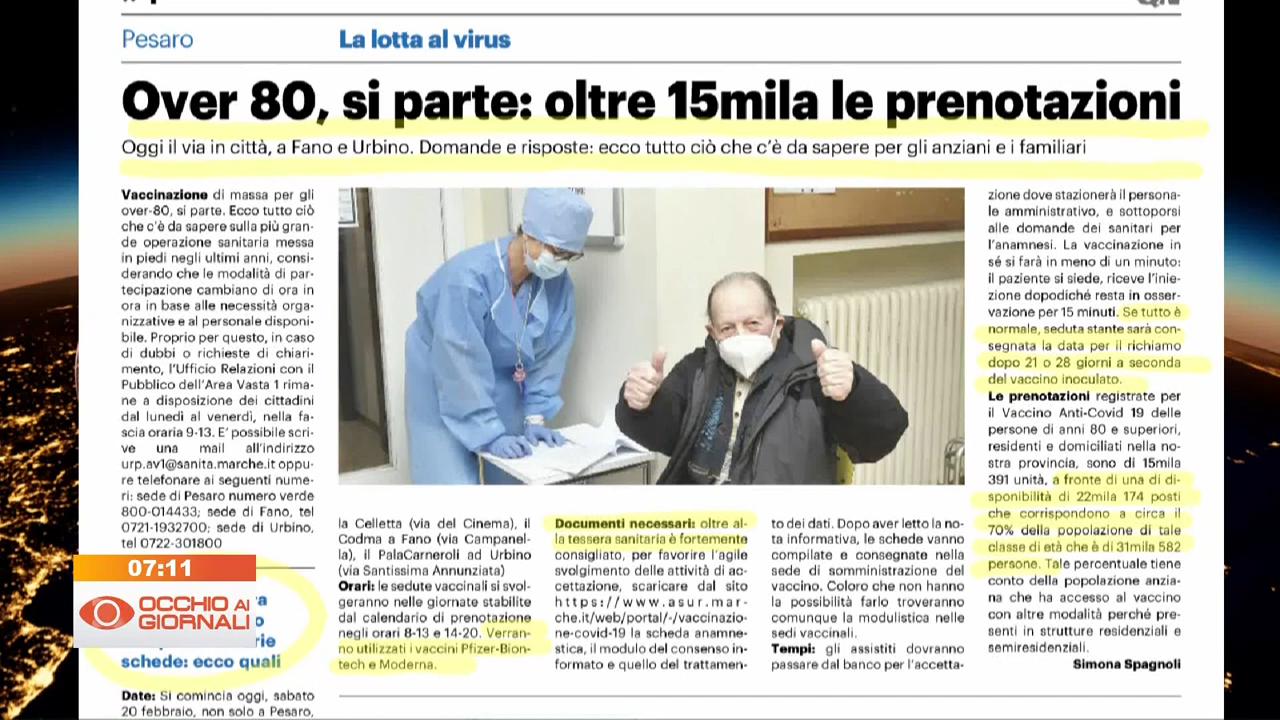 Pesaro
La lotta al virus
Over 80, si parte: oltre 15mila le prenotazioni
Oggi il via in città, a Fano e Urbino. Domande e risposte: ecco tutto ciò che c'è da sapere per gli anziani e i familiari
Vaccinazione di massa per gli
over-80, si parte. Ecco tutto ciò
che c'è da sapere sulla più gran-
de operazione sanitaria messa
in piedi negli ultimi anni, consi-
derando che le modalità di par-
tecipazione cambiano di ora in
ora in base alle necessità orga-
nizzative e al personale disponi-
bile. Proprio per questo, in caso
di dubbi o richieste di chiari-
mento, l'Ufficio Relazioni con il
Pubblico dell'Area Vasta 1 rima-
ne a disposizione dei cittadini
dal lunedì al venerdì, nella fa-
scia oraria 9-13. E' possibile scri-
ve una mail all'indirizzo
urp.av1@sanita.marche.it oppu-
re telefonare ai seguenti nume-
ri: sede di Pesaro numero verde
800-014433; sede di Fano, tel
0721-1932700; sede di Urbino,
tel 0722-301800
07:11
OCCHIO AI
GIORNALI
schede: ecco quali
Date: Si comincia oggi, sabato
20 febbraio, non solo a Pesaro,
la Celletta (via del Cinema), il
Codma a Fano (via Campanel-
la), il PalaCarneroli ad Urbino
(via Santissima Annunziata)
Orari: le sedute vaccinali si svol-
geranno nelle giornate stabilite
dal calendario di prenotazione
negli orari 8-13 e 14-20. Verran-
no utilizzati i vaccini Pfizer-Bion-
tech e Moderna.
Documenti necessari: oltre al-
la tessera sanitaria è fortemente
consigliato, per favorire l'agile
svolgimento delle attività di ac-
cettazione, scaricare dal sito
https://www.asur.mar-
che.it/web/portal/-/vaccinazio-
ne-covid-19 la scheda anamne-
stica, il modulo del consenso in-
formato e quello del trattamen-
to dei dati. Dopo aver letto la no-
ta informativa, le schede vanno
compilate e consegnate nella
sede di somministrazione del
vaccino. Coloro che non hanno
la possibilità farlo troveranno
comunque la modulistica nelle
sedi vaccinali.
Tempi: gli assistiti dovranno
passare dal banco per l'accetta-
zione dove stazionerà il persona-
le amministrativo, e sottoporsi
alle domande dei sanitari per
l'anamnesi. La vaccinazione in
sé si farà in meno di un minuto:
il paziente si siede, riceve l'inie-
zione dopodiché resta in osser-
vazione per 15 minuti. Se tutto è
normale, seduta stante sarà con-
segnata la data per il richiamo
dopo 21 o 28 giorni a seconda
del vaccino inoculato.
Le prenotazioni registrate per
il Vaccino Anti-Covid 19 delle
persone di anni 80 e superiori,
residenti e domiciliati nella no-
stra provincia, sono di 15mila
391 unità, a fronte di una di di-
sponibilità di 22mila 174 posti
che corrispondono a circa il
70% della popolazione di tale
classe di età che è di 31mila 582
persone. Tale percentuale tiene
conto della popolazione anzia-
na che ha accesso al vaccino
con altre modalità perché pre-
senti in strutture residenziali e
semiresidenziali.
Simona Spagnoli